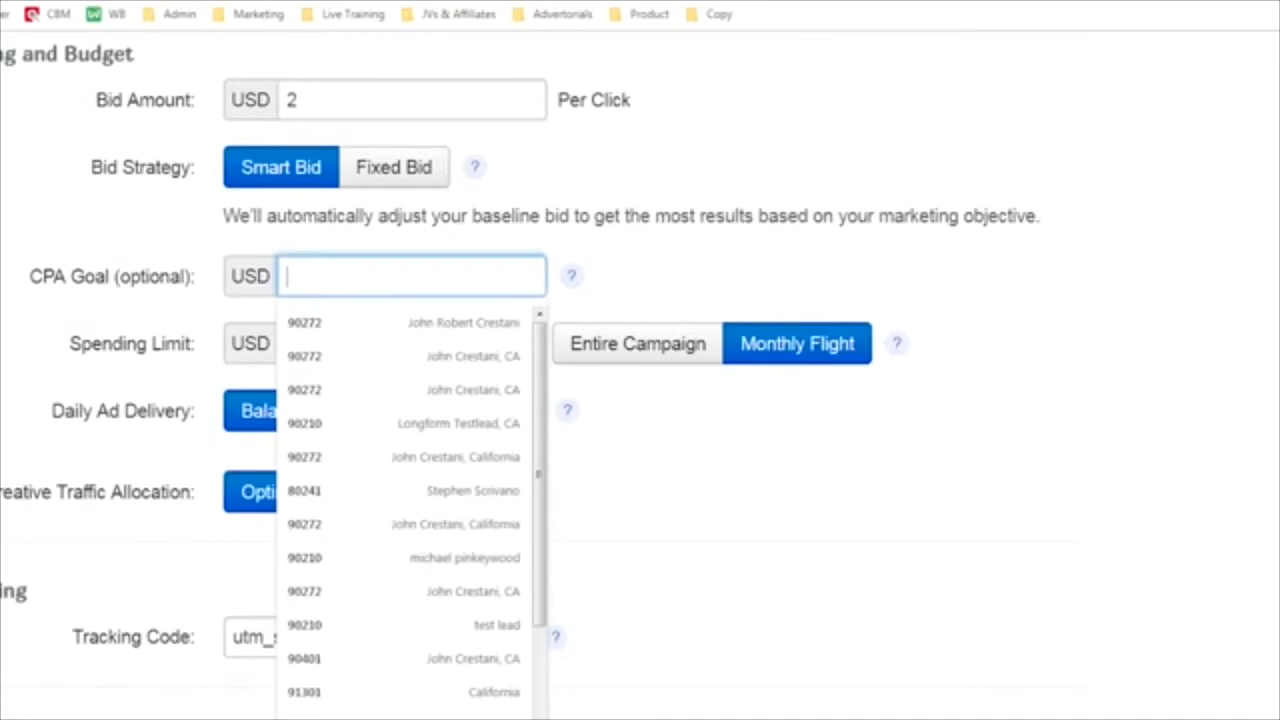 er CBM WB Admin Marketing Live Training JVs & Affiliates Advertorials Product Copy
ng and Budget
Bid Amount: USD 2 Per Click
Bid Strategy: Smart Bid Fixed Bid ?
We'll automatically adjust your baseline bid to get the most results based on your marketing objective.
CPA Goal (optional): USD ?
90272 John Robert Crestani
Spending Limit: USD Entire Campaign Monthly Flight ?
90272 John Crestani, CA
90272 John Crestani, CA
Daily Ad Delivery: Bala ?
90210 Longform Testlead, CA
90272 John Crestani, California
reative Traffic Allocation: Opti
80241 Stephen Scrivano
90272 John Crestani, California
90210 michael pinkeywood
ing
90272 John Crestani, CA
90210 test lead
Tracking Code: utm_s ?
90401 John Crestani, CA
91301 California